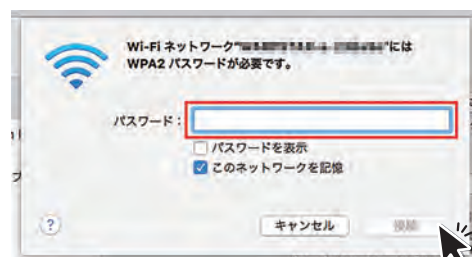 Wi-Fi ネットワーク"には
WPA2 パスワードが必要です。
パスワード：
パスワードを表示
このネットワークを記憶
?
キャンセル
接続